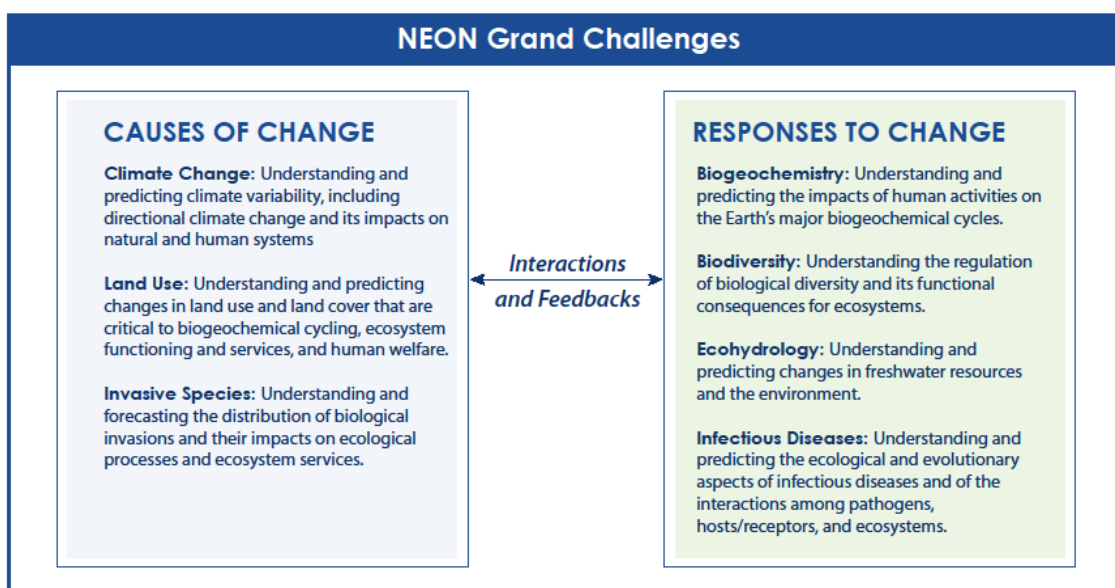 NEON Grand Challenges
CAUSES OF CHANGE
Climate Change: Understanding and
predicting climate variability, including
directional climate change and its impacts on
natural and human systems
Land Use: Understanding and predicting
changes in land use and land cover that are
critical to biogeochemical cycling, ecosystem
functioning and services, and human welfare.
Invasive Species: Understanding and
forecasting the distribution of biological
invasions and their impacts on ecological
processes and ecosystem services.
Interactions
and Feedbacks
RESPONSES TO CHANGE
Biogeochemistry: Understanding and
predicting the impacts of human activities on
the Earth's major biogeochemical cycles.
Biodiversity: Understanding the regulation
of biological diversity and its functional
consequences for ecosystems.
Ecohydrology: Understanding and
predicting changes in freshwater resources
and the environment.
Infectious Diseases: Understanding and
predicting the ecological and evolutionary
aspects of infectious diseases and of the
interactions among pathogens,
hosts/receptors, and ecosystems.